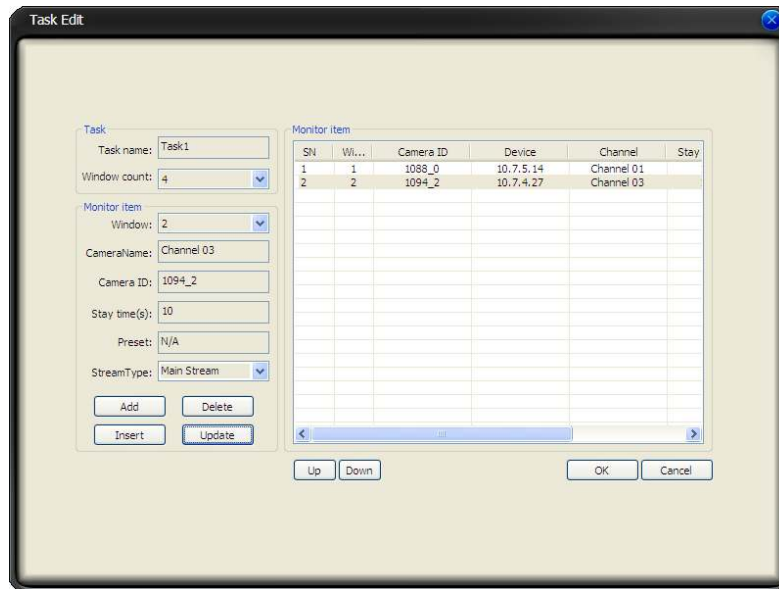 Task Edit
Task
Task name: Task1
Window count: 4
Monitor item
Window: 2
CameraName: Channel 03
Camera ID: 1094_2
Stay time(s): 10
Preset: N/A
StreamType: Main Stream
Add Delete
Insert Update
Monitor item
SN Wi... Camera ID Device Channel Stay
1 1 1088_0 10.7.5.14 Channel 01
2 2 1094_2 10.7.4.27 Channel 03
Up Down OK Cancel